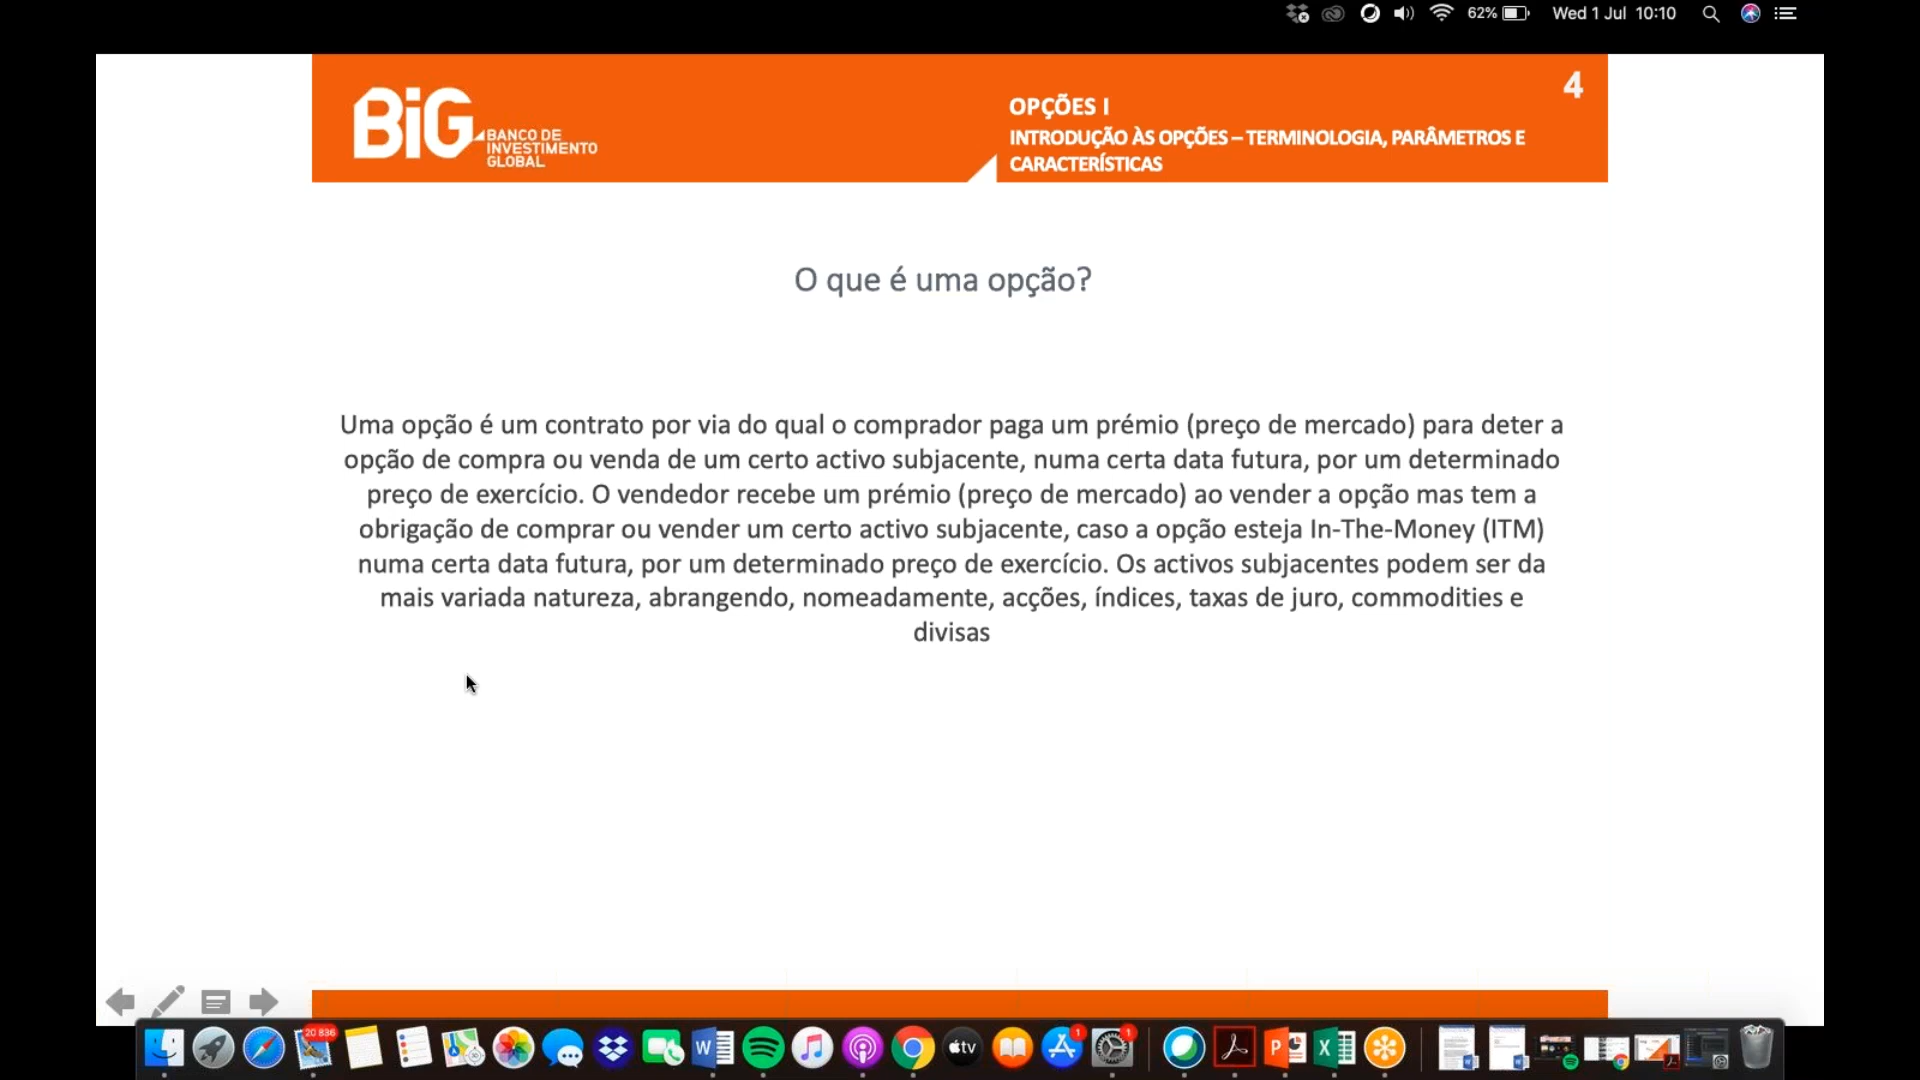 62%
Wed 1 Jul 10:10
4
OPÇÕES I
BiG
BANCO DE
INVESTIMENTO
GLOBAL
INTRODUÇÃO ÀS OPÇÕES – TERMINOLOGIA, PARÂMETROS E
CARACTERÍSTICAS
O que é uma opção?
Uma opção é um contrato por via do qual o comprador paga um prémio (preço de mercado) para deter a
opção de compra ou venda de um certo activo subjacente, numa certa data futura, por um determinado
preço de exercício. O vendedor recebe um prémio (preço de mercado) ao vender a opção mas tem a
obrigação de comprar ou vender um certo activo subjacente, caso a opção esteja In-The-Money (ITM)
numa certa data futura, por um determinado preço de exercício. Os activos subjacentes podem ser da
mais variada natureza, abrangendo, nomeadamente, acções, índices, taxas de juro, commodities e
divisas
20 836
W
tv
1
1
P
X